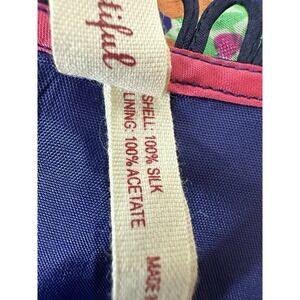 tiful
SHELL: 100% SILK
LINING: 100% ACETATE
MADE